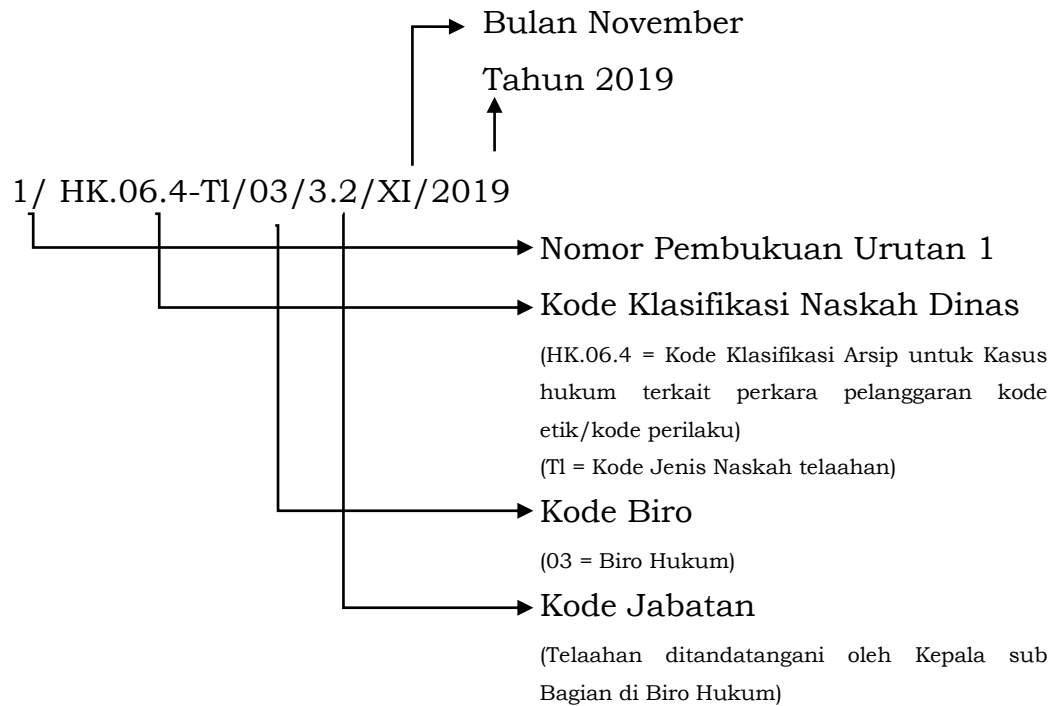 Bulan November
Tahun 2019
1/ HK.06.4-Tl/03/3.2/XI/2019
Nomor Pembukuan Urutan 1
Kode Klasifikasi Naskah Dinas
(HK.06.4 = Kode Klasifikasi Arsip untuk Kasus
hukum terkait perkara pelanggaran kode
etik/kode perilaku)
(Tl = Kode Jenis Naskah telaahan)
Kode Biro
(03 = Biro Hukum)
Kode Jabatan
(Telaahan ditandatangani oleh Kepala sub
Bagian di Biro Hukum)